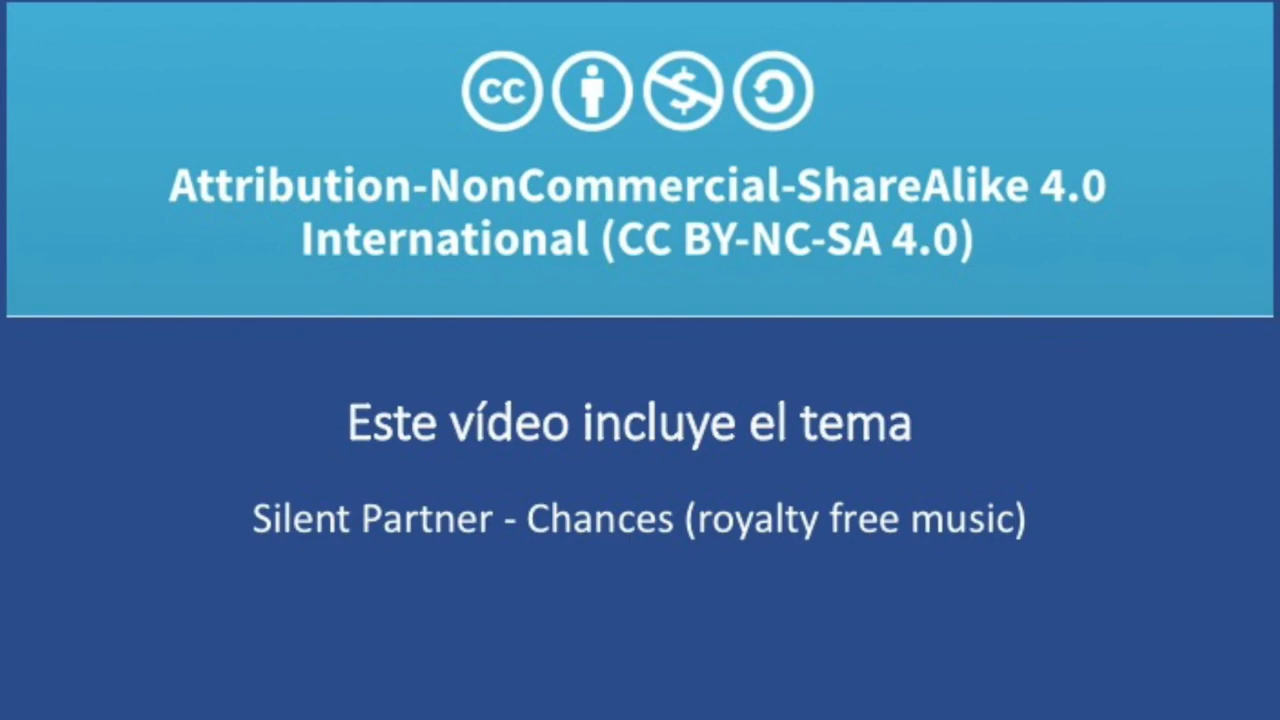 cc
Attribution-NonCommercial-ShareAlike 4.0
International (CC BY-NC-SA 4.0)
Este vídeo incluye el tema
Silent Partner - Chances (royalty free music)